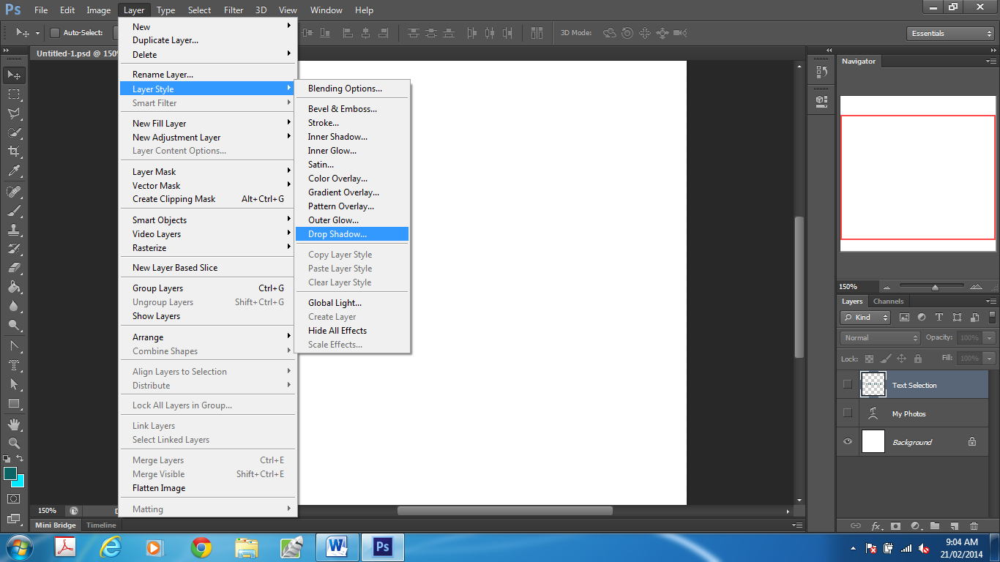 Ps File Edit Image Layer Type Select Filter 3D View Window Help
Auto-Select: 3D Mode: Essentials
Untitled-1.psd @ 150%
New
Duplicate Layer...
Delete
Rename Layer...
Layer Style
Smart Filter
New Fill Layer
New Adjustment Layer
Layer Content Options...
Layer Mask
Vector Mask
Create Clipping Mask Alt+Ctrl+G
Smart Objects
Video Layers
Rasterize
New Layer Based Slice
Group Layers Ctrl+G
Ungroup Layers Shift+Ctrl+G
Show Layers
Arrange
Combine Shapes
Align Layers to Selection
Distribute
Lock All Layers in Group...
Link Layers
Select Linked Layers
Merge Layers Ctrl+E
Merge Visible Shift+Ctrl+E
Flatten Image
Matting
Blending Options...
Bevel & Emboss...
Stroke...
Inner Shadow...
Inner Glow...
Satin...
Color Overlay...
Gradient Overlay...
Pattern Overlay...
Outer Glow...
Drop Shadow...
Copy Layer Style
Paste Layer Style
Clear Layer Style
Global Light...
Create Layer
Hide All Effects
Scale Effects...
Navigator
150%
Layers Channels
Kind
Normal Opacity: 100%
Lock: Fill: 100%
Text Selection
My Photos
Background
150%
Mini Bridge Timeline
9:04 AM
21/02/2014